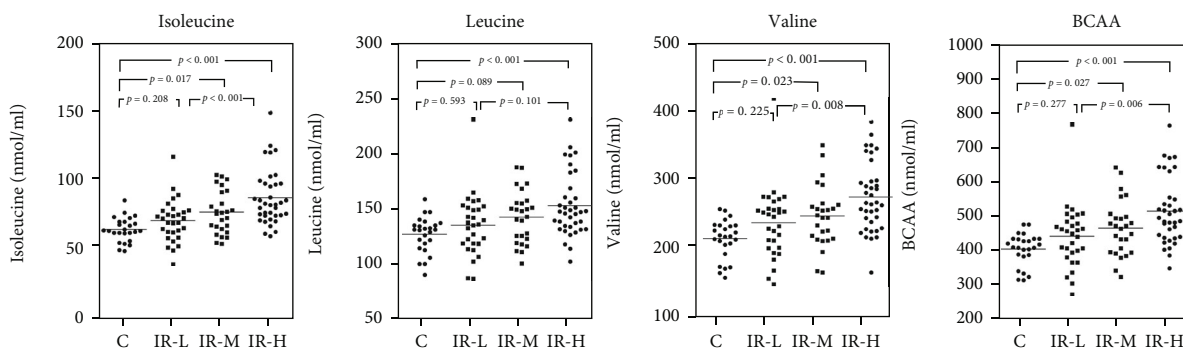 Isoleucine
Isoleucine (nmol/ml)
200
150
100
50
0
p < 0.001
p = 0.017
p = 0.208
p < 0.001
C IR-L IR-M IR-H
Leucine
Leucine (nmol/ml)
300
250
200
150
100
50
p < 0.001
p = 0.089
p = 0.593
p = 0.101
C IR-L IR-M IR-H
Valine
Valine (nmol/ml)
500
400
300
200
100
p < 0.001
p = 0.023
p = 0.225
p = 0.008
C IR-L IR-M IR-H
BCAA
BCAA (nmol/ml)
1000
900
800
700
600
500
400
300
200
p < 0.001
p = 0.027
p = 0.277
p = 0.006
C IR-L IR-M IR-H